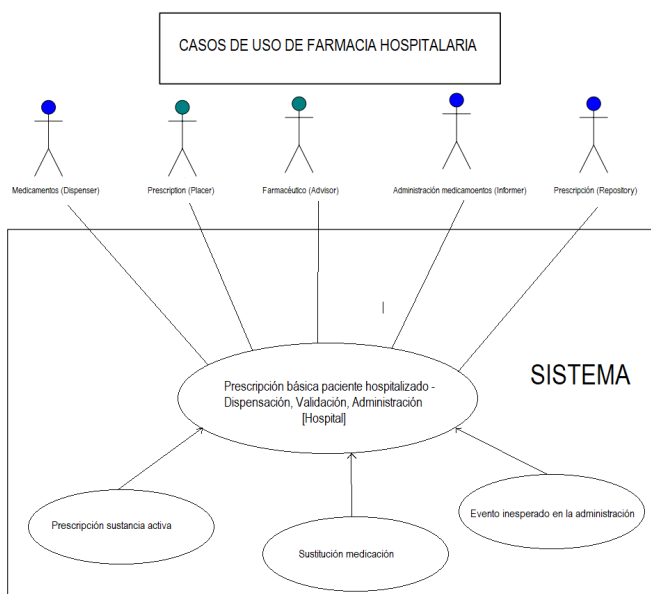 CASOS DE USO DE FARMACIA HOSPITALARIA
Medicamentos (Dispenser)
Prescription (Placer)
Farmacéutico (Advisor)
Administración medicamoentos (Informer)
Prescripción (Repository)
SISTEMA
Prescripción básica paciente hospitalizado -
Dispensación, Validación, Administración
[Hospital]
Prescripción sustancia activa
Sustitución medicación
Evento inesperado en la administración